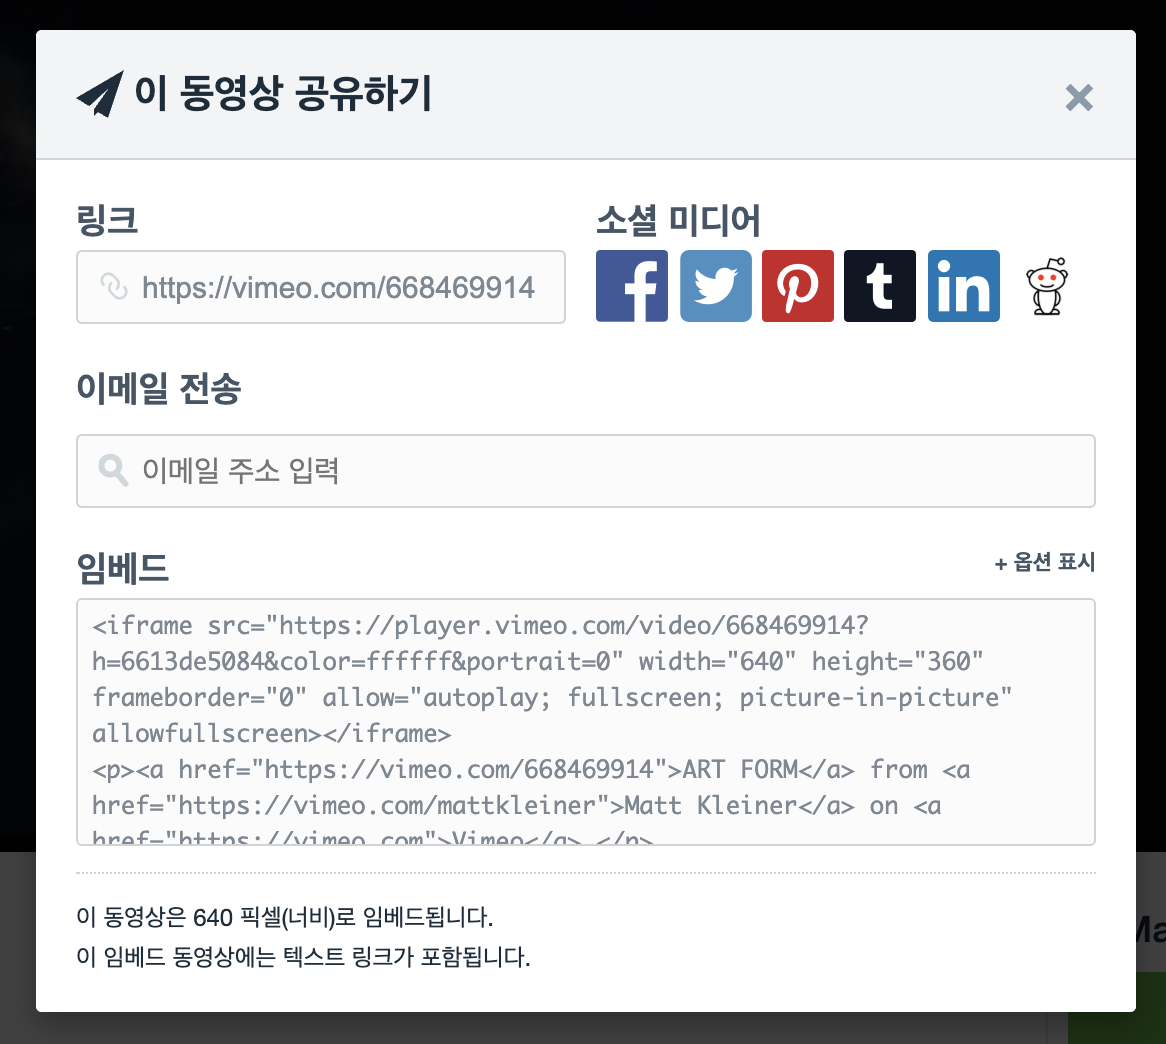 이 동영상 공유하기
링크
소셜 미디어
https://vimeo.com/668469914
이메일 전송
이메일 주소 입력
임베드
+ 옵션 표시
<iframe src="https://player.vimeo.com/video/668469914?
h=6613de5084&color=ffffff&portrait=0" width="640" height="360"
frameborder="0" allow="autoplay; fullscreen; picture-in-picture"
allowfullscreen></iframe>
<p><a href="https://vimeo.com/668469914">ART FORM</a> from <a
href="https://vimeo.com/mattkleiner">Matt Kleiner</a> on <a
href="https://vimeo.com">Vimeo</a>.</p>
이 동영상은 640 픽셀(너비)로 임베드됩니다.
이 임베드 동영상에는 텍스트 링크가 포함됩니다.